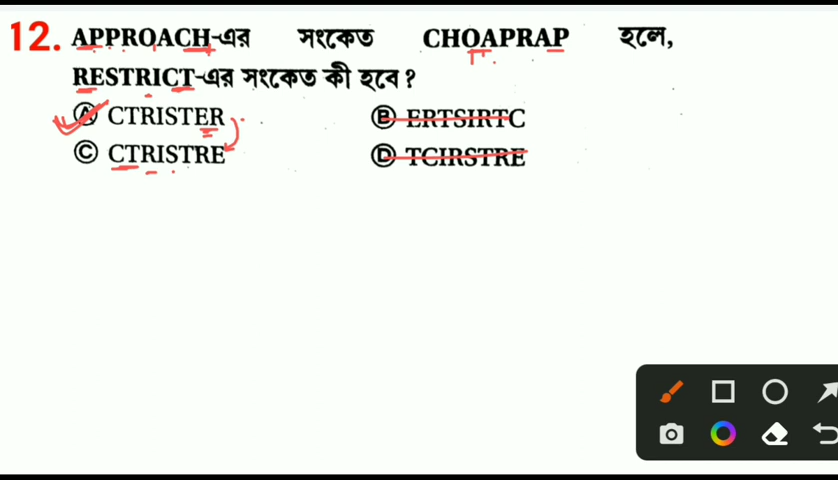 12. APPROACH-এর সংকেত CHOAPRAP হলে,
RESTRICT-এর সংকেত কী হবে ?
Ⓐ CTRISTER Ⓑ ERTSIRTC
Ⓒ CTRISTRE Ⓓ TCIRSTRE